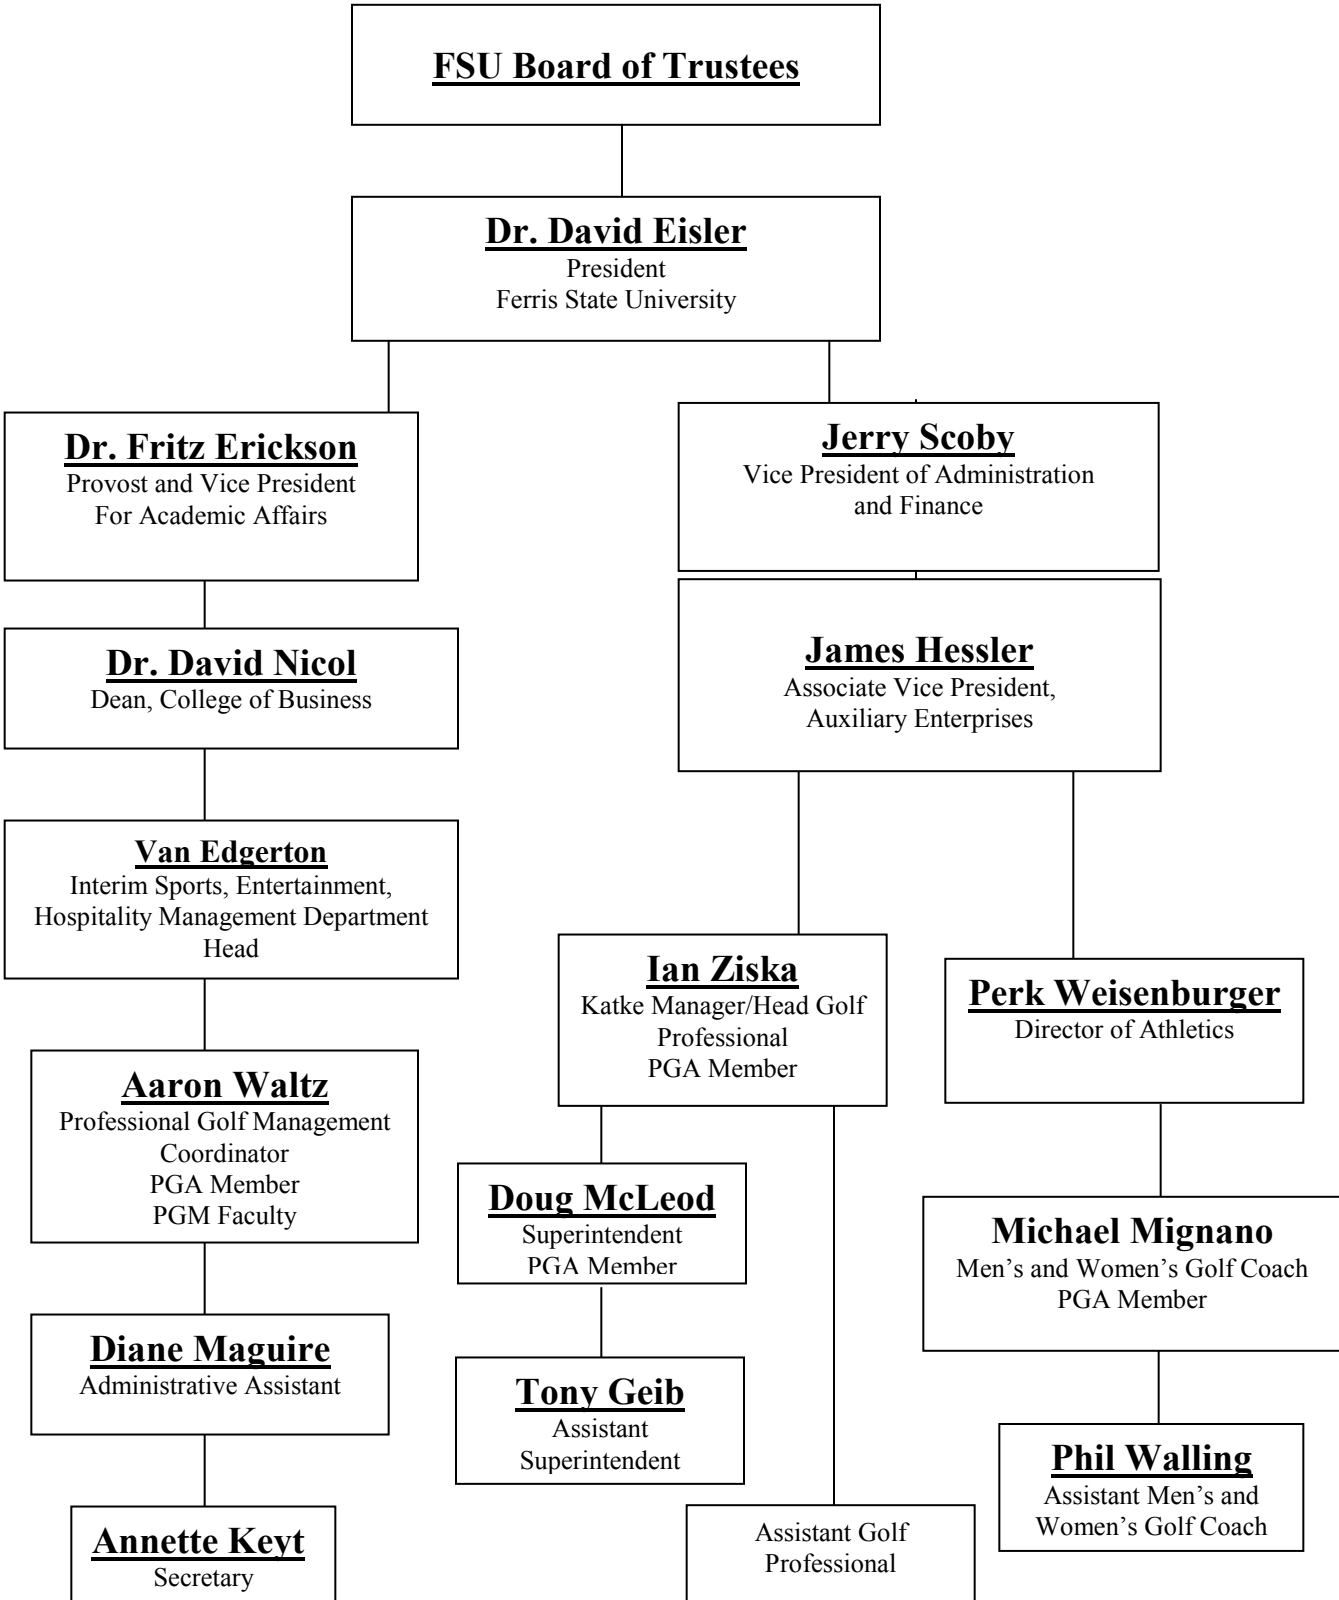 FSU Board of Trustees
Dr. David Eisler
President
Ferris State University
Dr. Fritz Erickson
Provost and Vice President
For Academic Affairs
Jerry Scoby
Vice President of Administration
and Finance
Dr. David Nicol
Dean, College of Business
James Hessler
Associate Vice President,
Auxiliary Enterprises
Van Edgerton
Interim Sports, Entertainment,
Hospitality Management Department
Head
Ian Ziska
Katke Manager/Head Golf
Professional
PGA Member
Perk Weisenburger
Director of Athletics
Aaron Waltz
Professional Golf Management
Coordinator
PGA Member
PGM Faculty
Doug McLeod
Superintendent
PGA Member
Michael Mignano
Men’s and Women’s Golf Coach
PGA Member
Diane Maguire
Administrative Assistant
Tony Geib
Assistant
Superintendent
Phil Walling
Assistant Men’s and
Women’s Golf Coach
Annette Keyt
Secretary
Assistant Golf
Professional